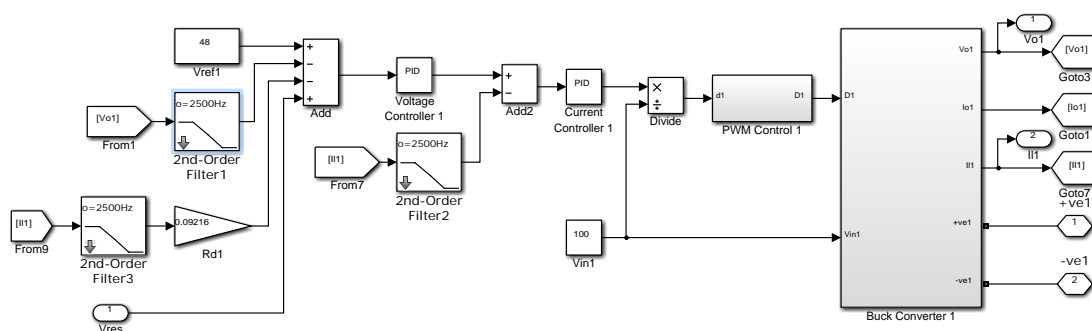 48
Vref1
[Vo1]
From1
o=2500Hz
2nd-Order
Filter1
[Il1]
From9
o=2500Hz
2nd-Order
Filter3
0.09216
Rd1
1
Vres
+
−
−
+
Add
PID
Voltage
Controller 1
[Il1]
From7
o=2500Hz
2nd-Order
Filter2
+
−
Add2
PID
Current
Controller 1
×
÷
Divide
100
Vin1
d1
D1
PWM Control 1
D1
Vin1
Vo1
Io1
Il1
+ve1
-ve1
Buck Converter 1
1
Vo1
[Vo1]
Goto3
[Io1]
Goto1
2
Il1
[Il1]
Goto7
+ve1
1
-ve1
2